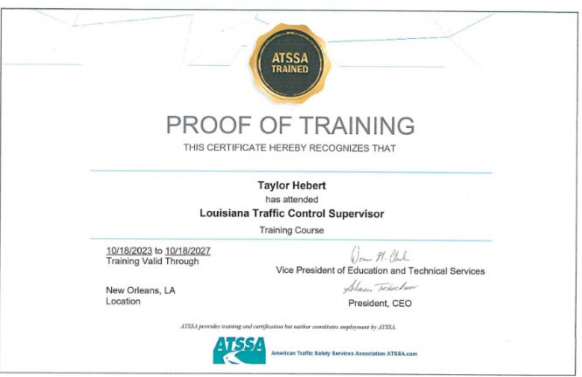 ATSSA
TRAINED
PROOF OF TRAINING
THIS CERTIFICATE HEREBY RECOGNIZES THAT
Taylor Hebert
has attended
Louisiana Traffic Control Supervisor
Training Course
10/18/2023 to 10/18/2027
Training Valid Through
Vice President of Education and Technical Services
New Orleans, LA
Location
President, CEO
ATSSA provides training and certification but neither constitutes employment by ATSSA.
ATSSA
American Traffic Safety Services Association ATSSA.com